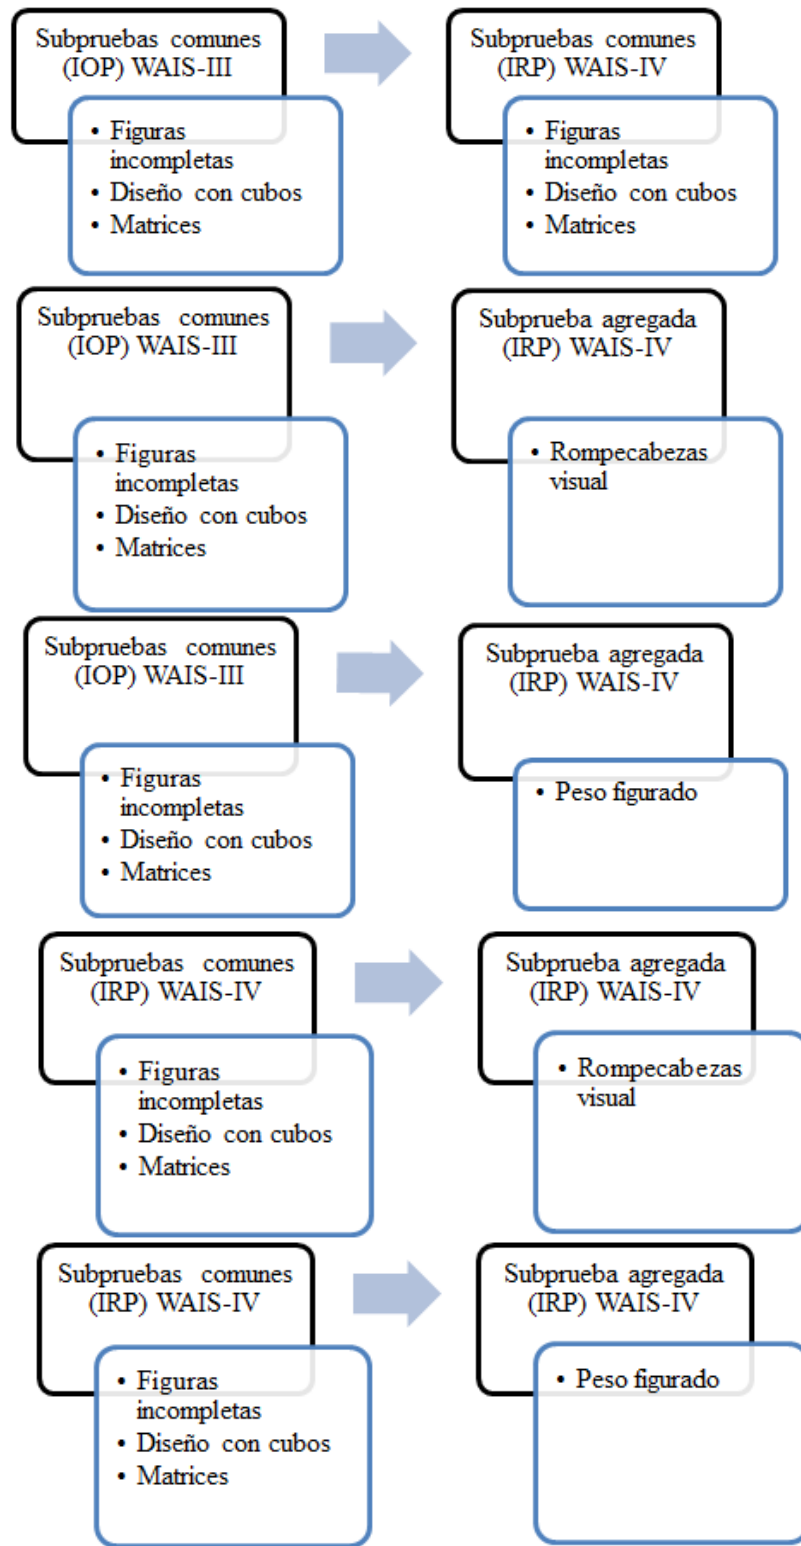 Subpruebas comunes
(IOP) WAIS-III
• Figuras
incompletas
• Diseño con cubos
• Matrices
Subpruebas comunes
(IRP) WAIS-IV
• Figuras
incompletas
• Diseño con cubos
• Matrices
Subpruebas comunes
(IOP) WAIS-III
• Figuras
incompletas
• Diseño con cubos
• Matrices
Subprueba agregada
(IRP) WAIS-IV
• Rompecabezas
visual
Subpruebas comunes
(IOP) WAIS-III
• Figuras
incompletas
• Diseño con cubos
• Matrices
Subprueba agregada
(IRP) WAIS-IV
• Peso figurado
Subpruebas comunes
(IRP) WAIS-IV
• Figuras
incompletas
• Diseño con cubos
• Matrices
Subprueba agregada
(IRP) WAIS-IV
• Rompecabezas
visual
Subpruebas comunes
(IRP) WAIS-IV
• Figuras
incompletas
• Diseño con cubos
• Matrices
Subprueba agregada
(IRP) WAIS-IV
• Peso figurado